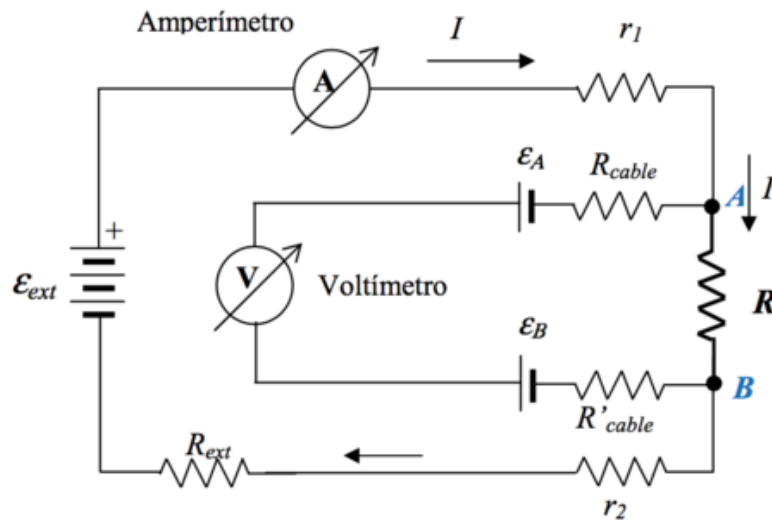 Amperímetro
I
r1
A
εA
Rcable
A
I
+
εext
V
Voltímetro
R
εB
B
R'cable
Rext
r2